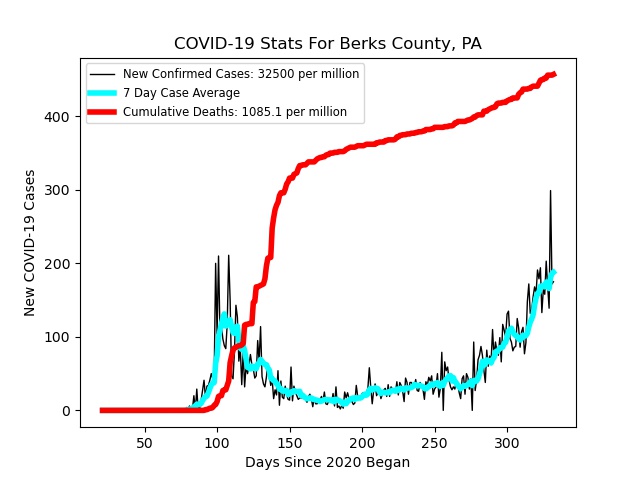 COVID-19 Stats For Berks County, PA
New Confirmed Cases: 32500 per million
7 Day Case Average
Cumulative Deaths: 1085.1 per million
New COVID-19 Cases
400
300
200
100
0
50 100 150 200 250 300
Days Since 2020 Began